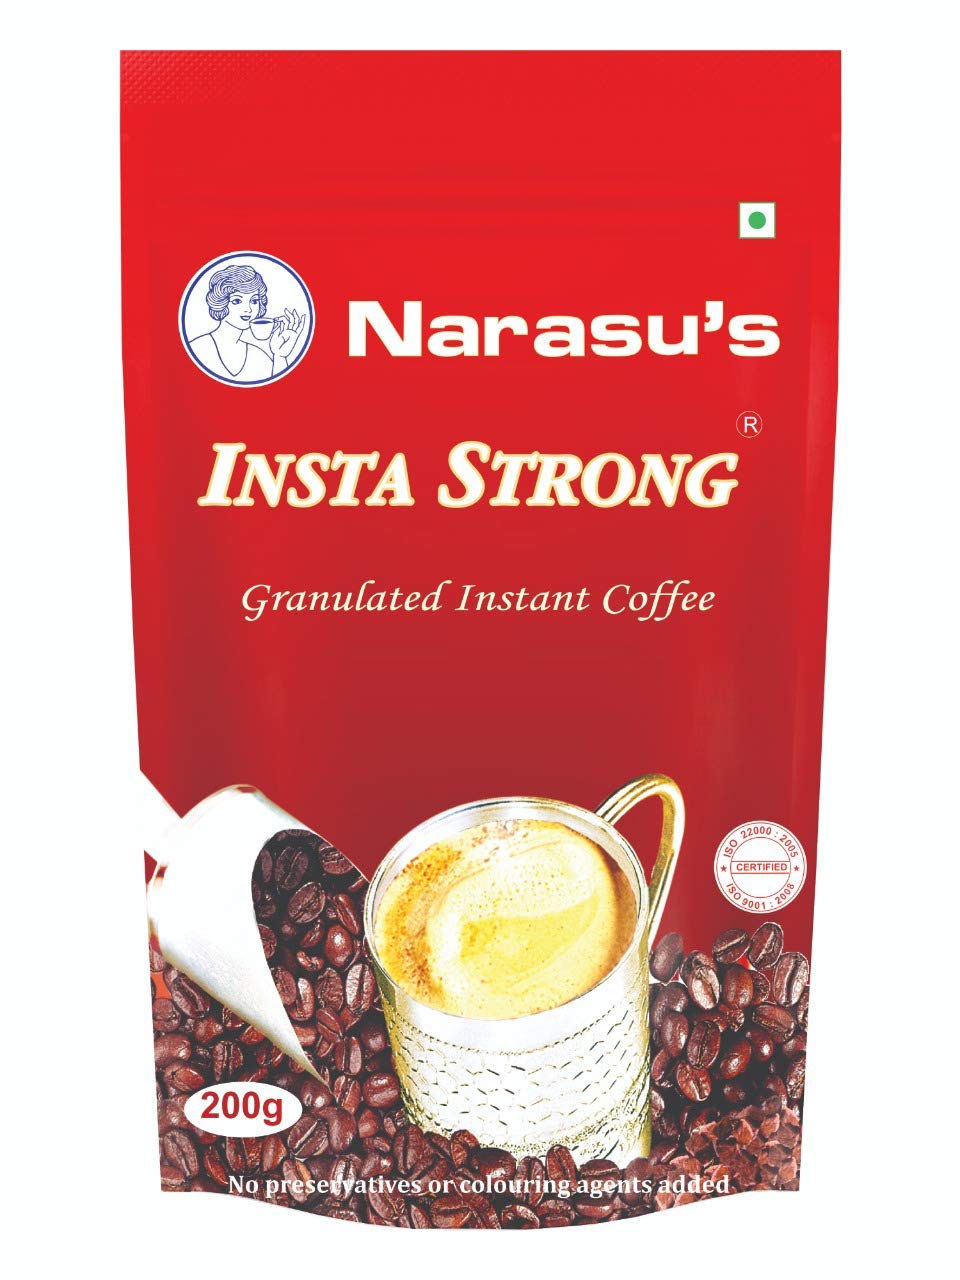 Narasu's
INSTA STRONG ®
Granulated Instant Coffee
ISO 22000 : 2005
CERTIFIED
ISO 9001 : 2008
200g
No preservatives or colouring agents added